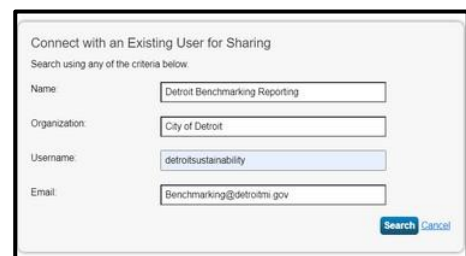 Connect with an Existing User for Sharing
Search using any of the criteria below.
Name: Detroit Benchmarking Reporting
Organization: City of Detroit
Username: detroitsustainability
Email: Benchmarking@detroitmi.gov
Search Cancel